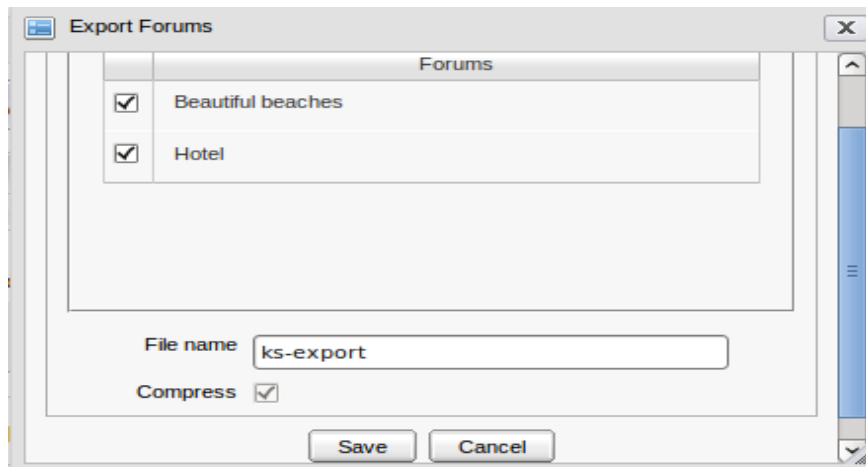 Export Forums
Forums
Beautiful beaches
Hotel
File name ks-export
Compress
Save Cancel